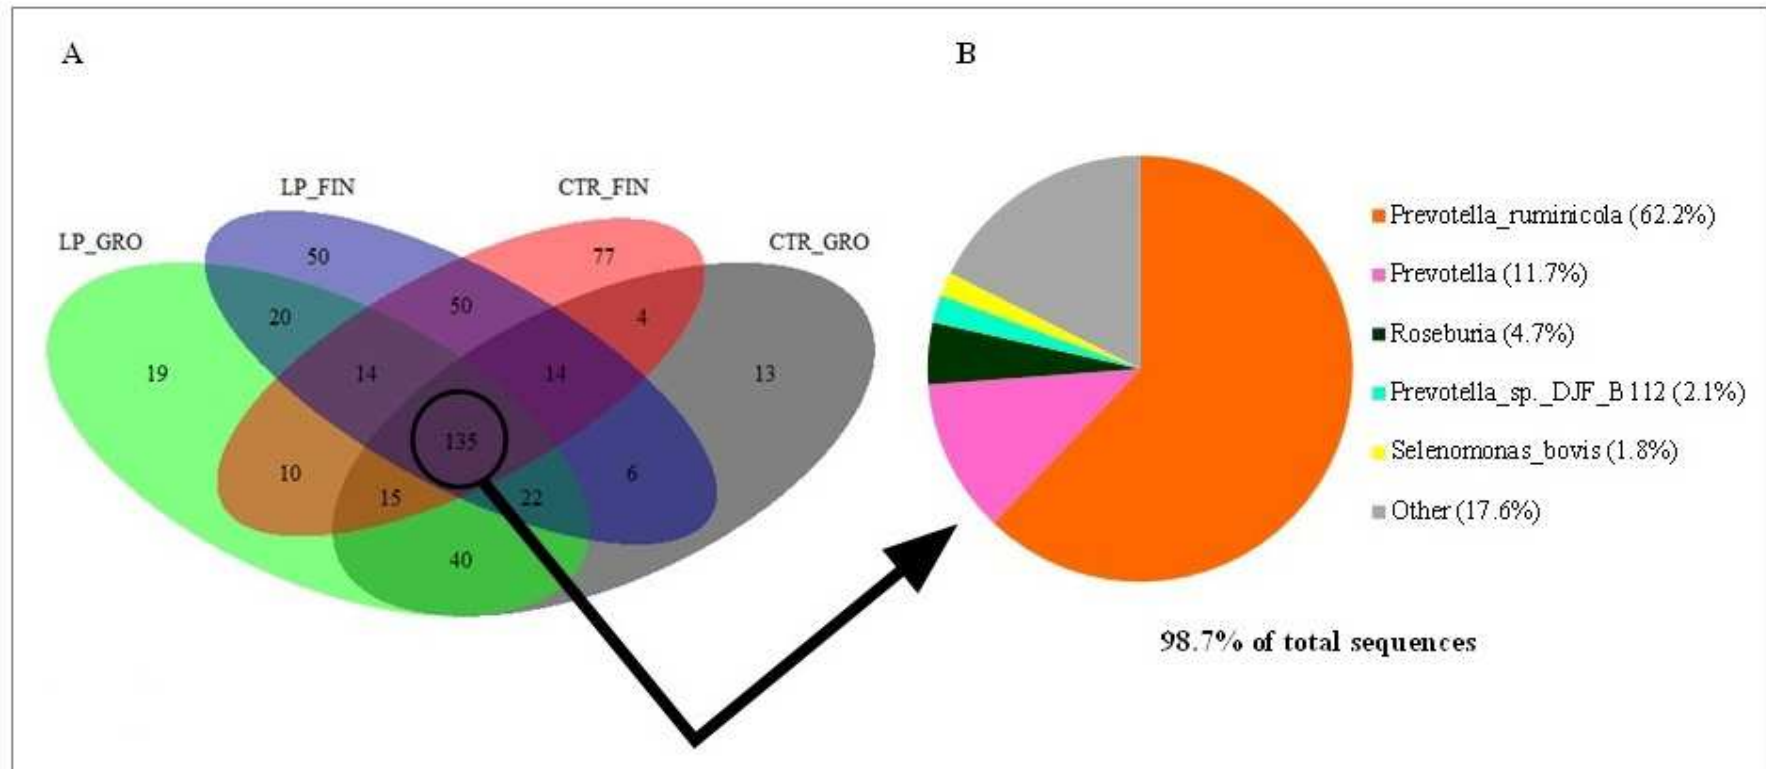 A
B
LP_FIN
CTR_FIN
LP_GRO
CTR_GRO
50
77
20
50
4
19
14
14
13
135
10
15
22
6
40
Prevotella_ruminicola (62.2%)
Prevotella (11.7%)
Roseburia (4.7%)
Prevotella_sp._DJF_B112 (2.1%)
Selenomonas_bovis (1.8%)
Other (17.6%)
98.7% of total sequences